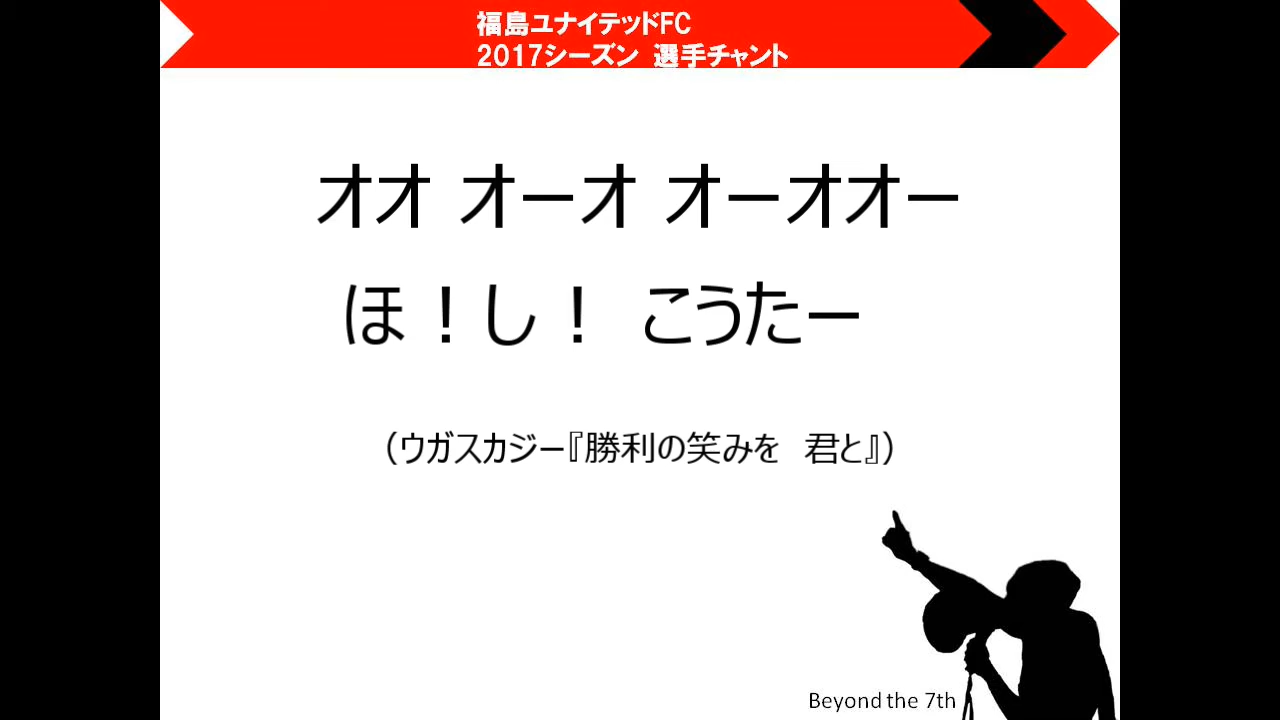 福島ユナイテッドFC
2017シーズン 選手チャント
オオ オーオ オーオオー
ほ！し！ こうたー
（ウガスカジー『勝利の笑みを 君と』）
Beyond the 7th